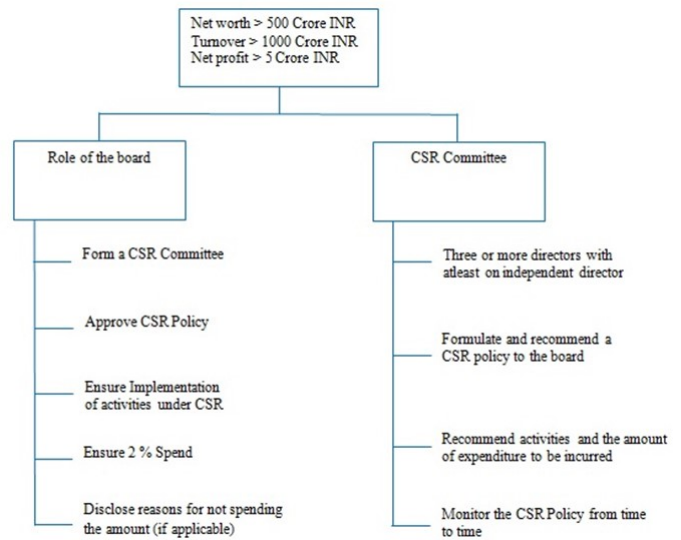 Net worth > 500 Crore INR
Turnover > 1000 Crore INR
Net profit > 5 Crore INR
Role of the board
Form a CSR Committee
Approve CSR Policy
Ensure Implementation
of activities under CSR
Ensure 2 % Spend
Disclose reasons for not spending
the amount (if applicable)
CSR Committee
Three or more directors with
atleast on independent director
Formulate and recommend a
CSR policy to the board
Recommend activities and the amount
of expenditure to be incurred
Monitor the CSR Policy from time
to time